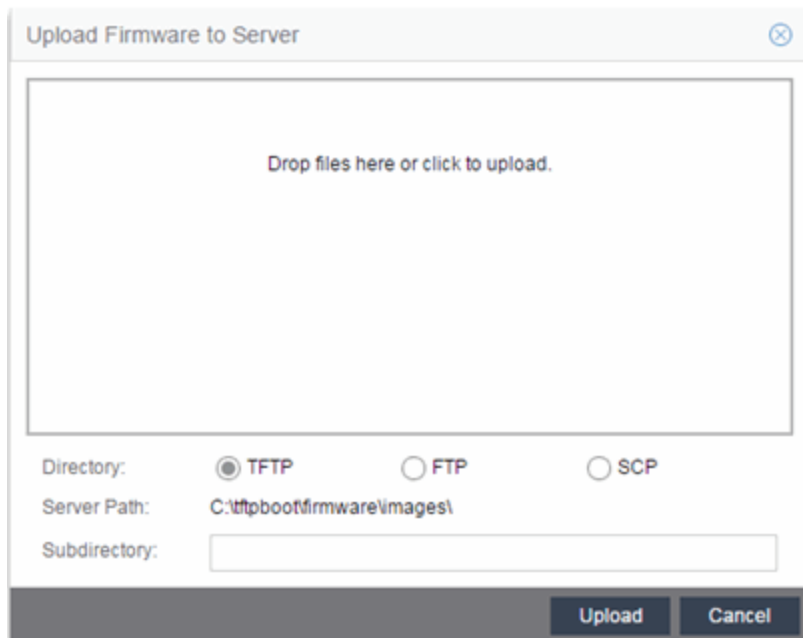 Upload Firmware to Server
Drop files here or click to upload.
Directory: TFTP FTP SCP
Server Path: C:\tftpboot\firmware\images\
Subdirectory:
Upload Cancel